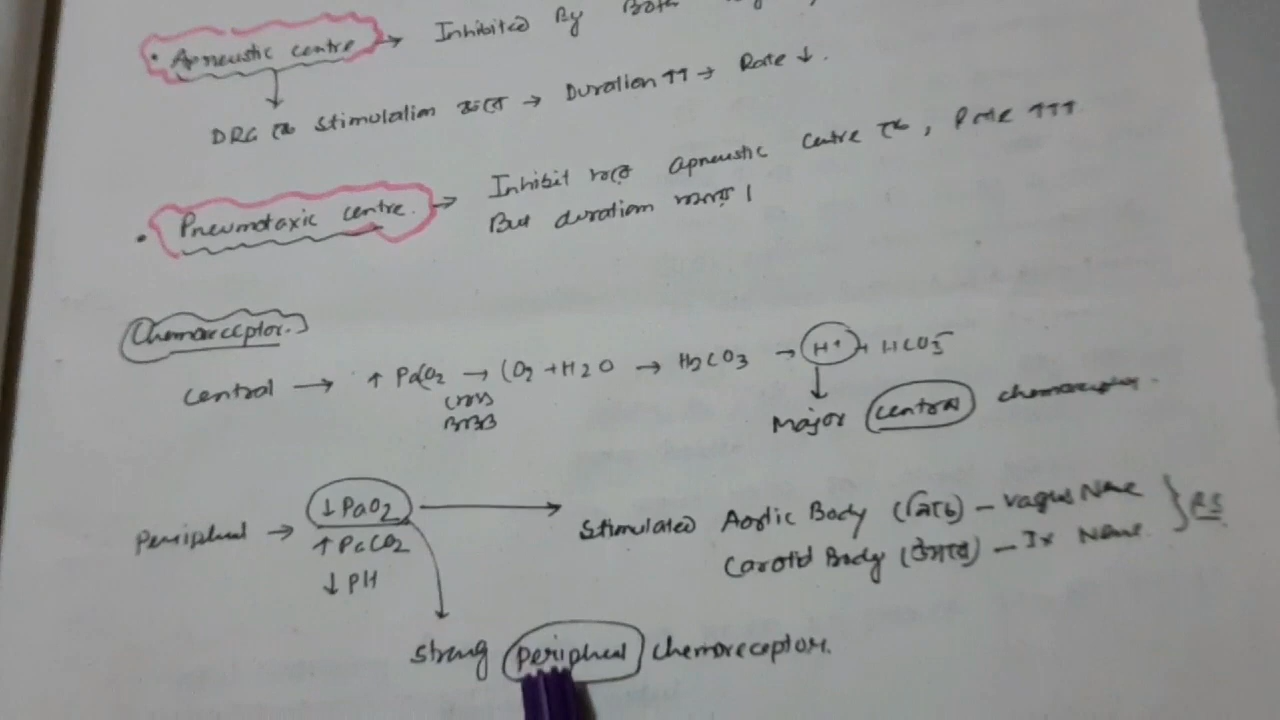 • Apneustic centre → Inhibited By Both
DRG কে stimulation করে → Duration ↑↑ → Rate ↓.
• Pneumotaxic centre. → Inhibit করে apneustic centre কে, Rate ↑↑↑
But duration কমায়।
Chemoreceptor.
central → ↑ PaCO2 → CO2 + H2O → H2CO3 → H+ + HCO3-
cross
BBB
Major central chemoreceptor.
Peripheral → ↓ PaO2 → stimulated Aortic Body (নিচে) – vagus Nerve
↑ PaCO2 Carotid Body (উপরে) – Ix Nerve
↓ PH
strong peripheral chemoreceptor.